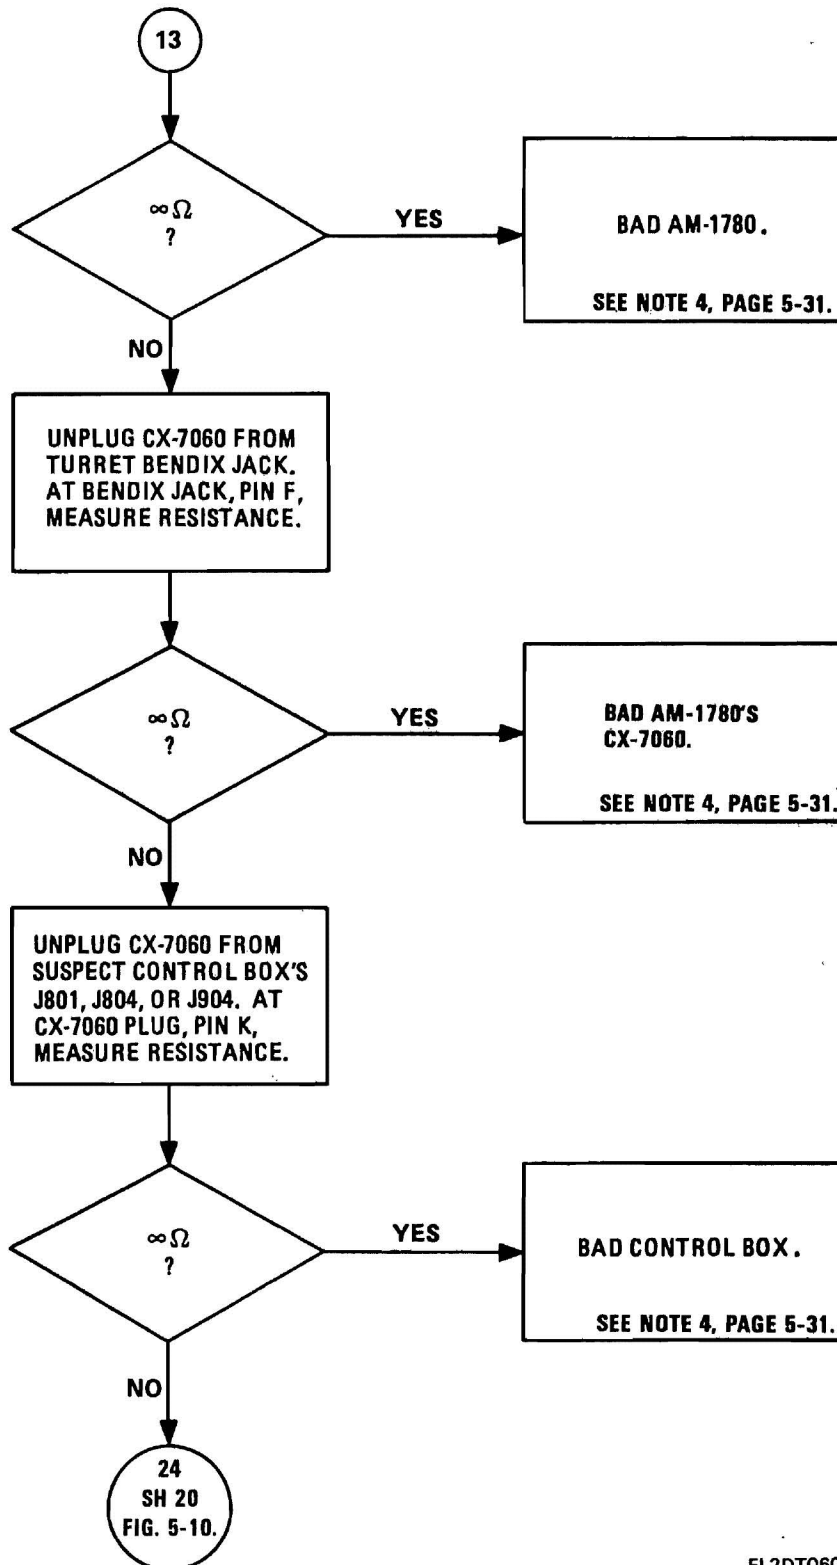 13
∞Ω
?
YES
BAD AM-1780.
SEE NOTE 4, PAGE 5-31.
NO
UNPLUG CX-7060 FROM
TURRET BENDIX JACK.
AT BENDIX JACK, PIN F,
MEASURE RESISTANCE.
∞Ω
?
YES
BAD AM-1780'S
CX-7060.
SEE NOTE 4, PAGE 5-31.
NO
UNPLUG CX-7060 FROM
SUSPECT CONTROL BOX'S
J801, J804, OR J904. AT
CX-7060 PLUG, PIN K,
MEASURE RESISTANCE.
∞Ω
?
YES
BAD CONTROL BOX.
SEE NOTE 4, PAGE 5-31.
NO
24
SH 20
FIG. 5-10.